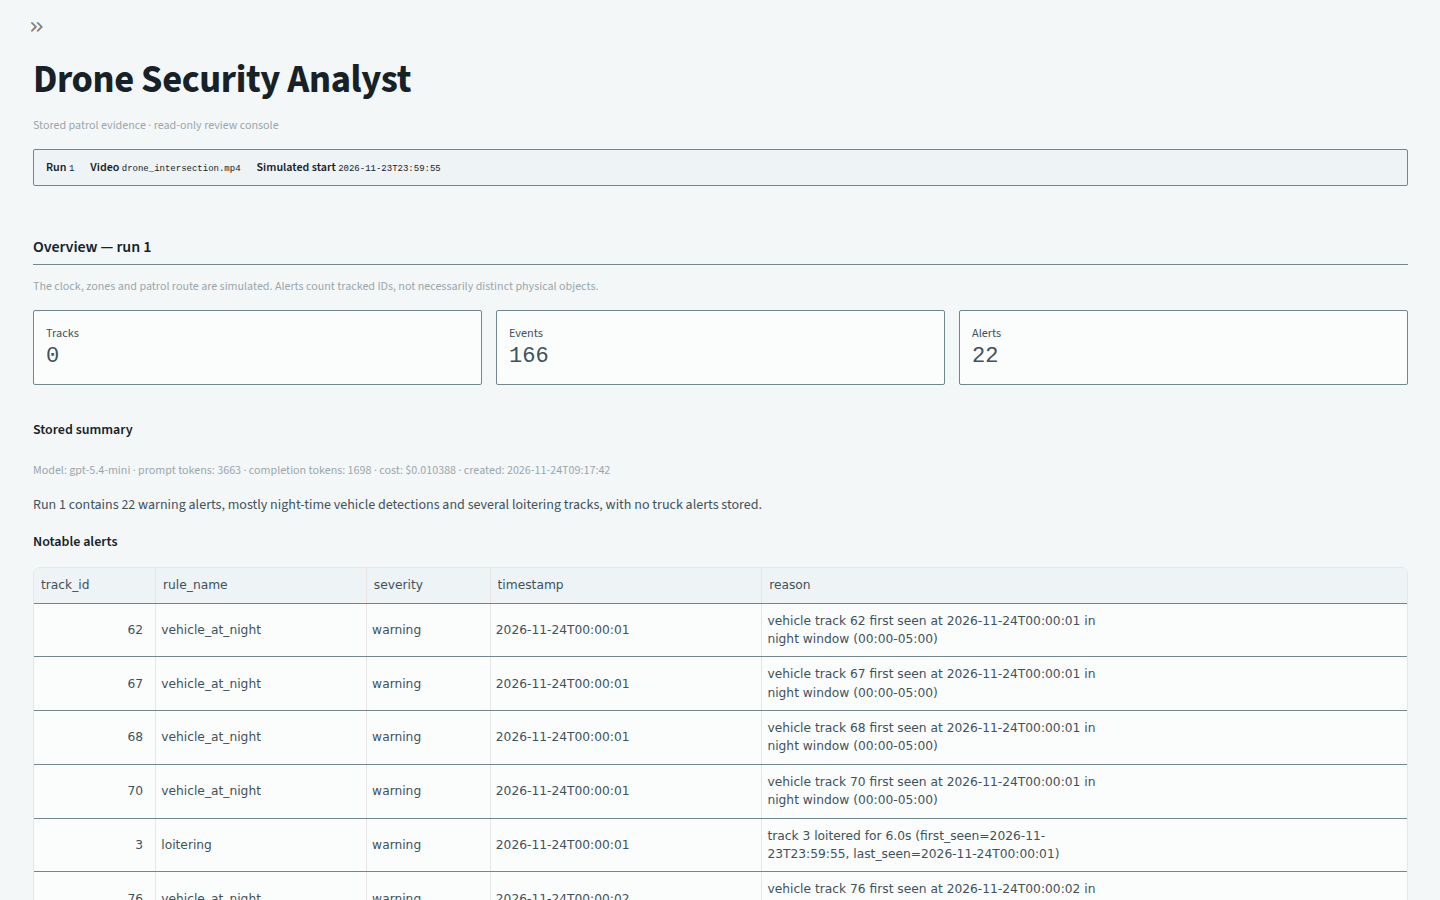 Drone Security Analyst
Stored patrol evidence · read-only review console
Run 1 Video drone_intersection.mp4 Simulated start 2026-11-23T23:59:55
Overview — run 1
The clock, zones and patrol route are simulated. Alerts count tracked IDs, not necessarily distinct physical objects.
Tracks Events Alerts
0 166 22
Stored summary
Model: gpt-5.4-mini · prompt tokens: 3663 · completion tokens: 1698 · cost: $0.010388 · created: 2026-11-24T09:17:42
Run 1 contains 22 warning alerts, mostly night-time vehicle detections and several loitering tracks, with no truck alerts stored.
Notable alerts
track_id rule_name severity timestamp reason
62 vehicle_at_night warning 2026-11-24T00:00:01 vehicle track 62 first seen at 2026-11-24T00:00:01 in
night window (00:00-05:00)
67 vehicle_at_night warning 2026-11-24T00:00:01 vehicle track 67 first seen at 2026-11-24T00:00:01 in
night window (00:00-05:00)
68 vehicle_at_night warning 2026-11-24T00:00:01 vehicle track 68 first seen at 2026-11-24T00:00:01 in
night window (00:00-05:00)
70 vehicle_at_night warning 2026-11-24T00:00:01 vehicle track 70 first seen at 2026-11-24T00:00:01 in
night window (00:00-05:00)
3 loitering warning 2026-11-24T00:00:01 track 3 loitered for 6.0s (first_seen=2026-11-
23T23:59:55, last_seen=2026-11-24T00:00:01)
76 vehicle_at_night warning 2026-11-24T00:00:02 vehicle track 76 first seen at 2026-11-24T00:00:02 in